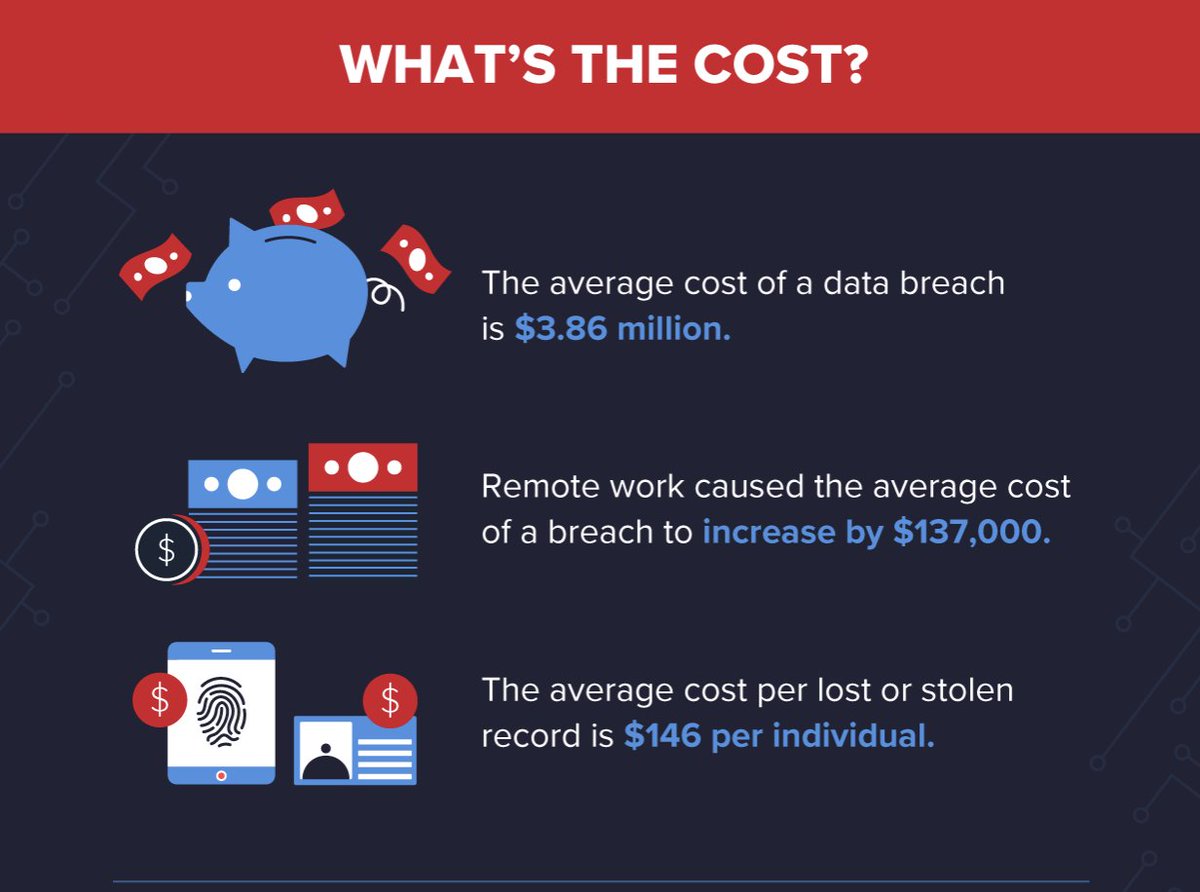 WHAT’S THE COST?
The average cost of a data breach
is $3.86 million.
$
Remote work caused the average cost
of a breach to increase by $137,000.
$
$
The average cost per lost or stolen
record is $146 per individual.